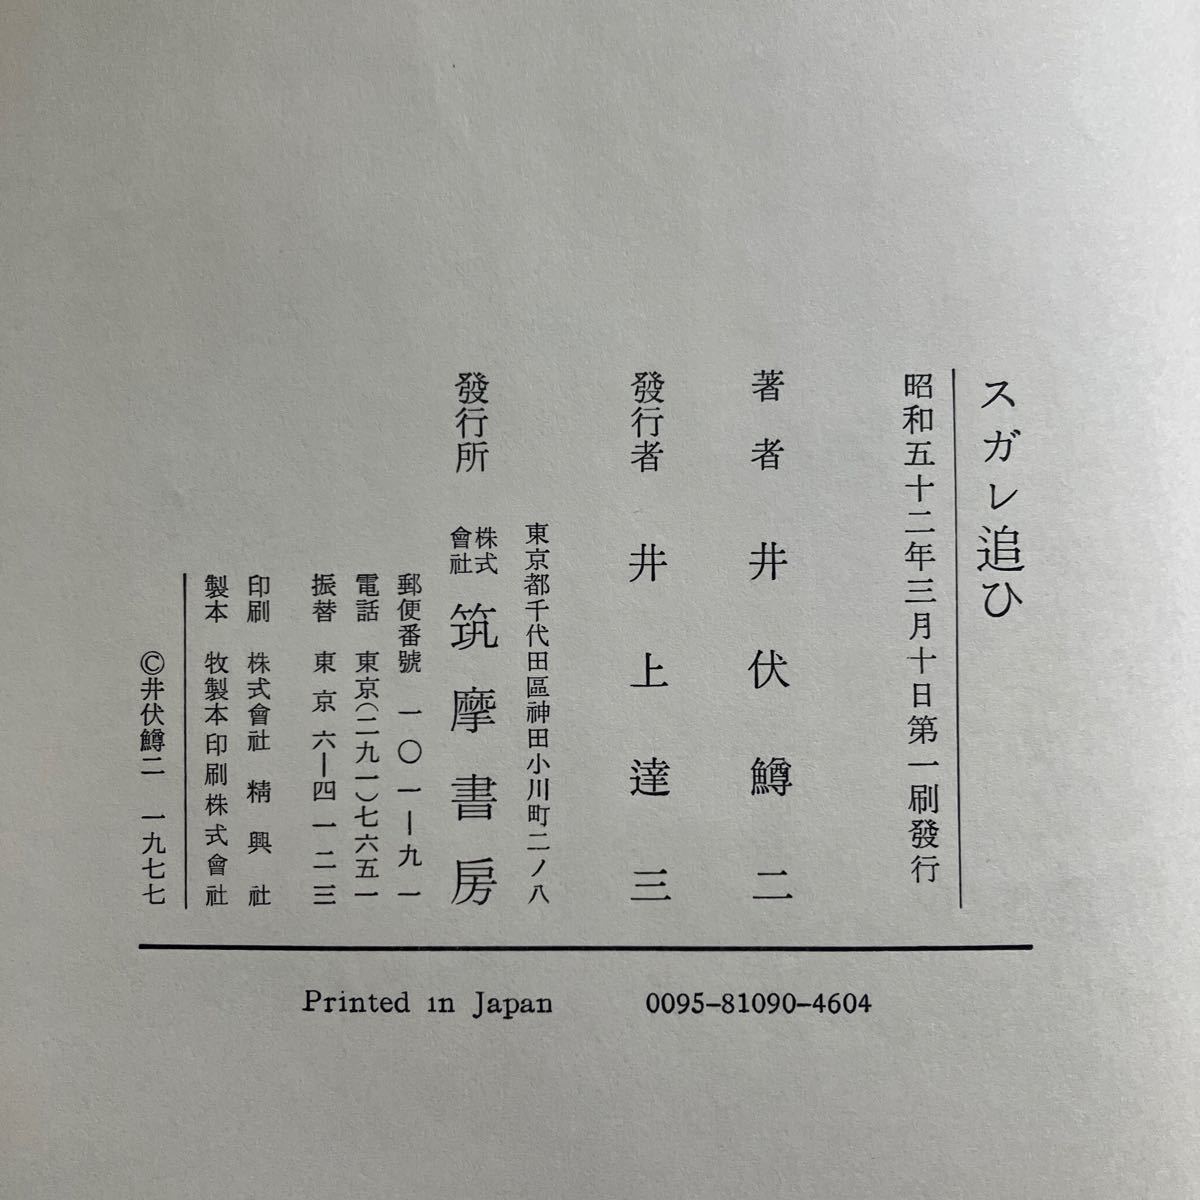 スガレ追ひ
昭和五十二年三月十日第一刷發行
著者 井伏鱒二
發行者 井上達三
東京都千代田區神田小川町二ノ八
發行所 株式會社 筑摩書房
郵便番號 一〇一―九一
電話 東京(二九一)七六五一
振替 東京六―四一二三
印刷 株式會社 精興社
製本 牧製本印刷株式會社
©井伏鱒二 一九七七
Printed in Japan 0095–81090–4604